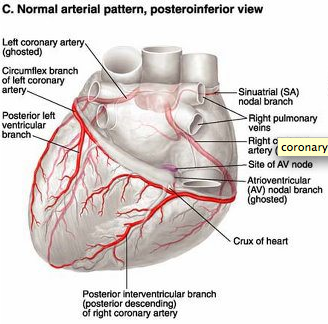 C. Normal arterial pattern, posteroinferior view
Left coronary artery
(ghosted)
Circumflex branch
of left coronary
artery
Posterior left
ventricular
branch
Sinuatrial (SA)
nodal branch
Right pulmonary
veins
Right c
artery (
coronary
Site of AV node
Atrioventricular
(AV) nodal branch
(ghosted)
Crux of heart
Posterior interventricular branch
(posterior descending)
of right coronary artery